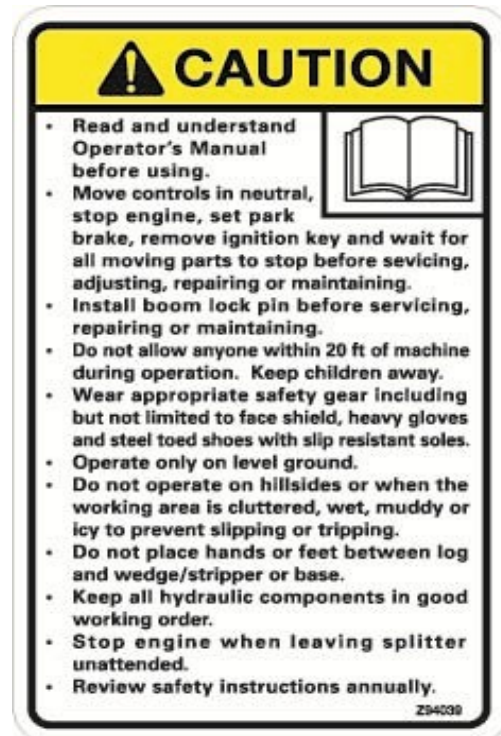 CAUTION
• Read and understand
Operator's Manual
before using.
• Move controls in neutral,
stop engine, set park
brake, remove ignition key and wait for
all moving parts to stop before sevicing,
adjusting, repairing or maintaining.
• Install boom lock pin before servicing,
repairing or maintaining.
• Do not allow anyone within 20 ft of machine
during operation. Keep children away.
• Wear appropriate safety gear including
but not limited to face shield, heavy gloves
and steel toed shoes with slip resistant soles.
• Operate only on level ground.
• Do not operate on hillsides or when the
working area is cluttered, wet, muddy or
icy to prevent slipping or tripping.
• Do not place hands or feet between log
and wedge/stripper or base.
• Keep all hydraulic components in good
working order.
• Stop engine when leaving splitter
unattended.
• Review safety instructions annually.
Z94039